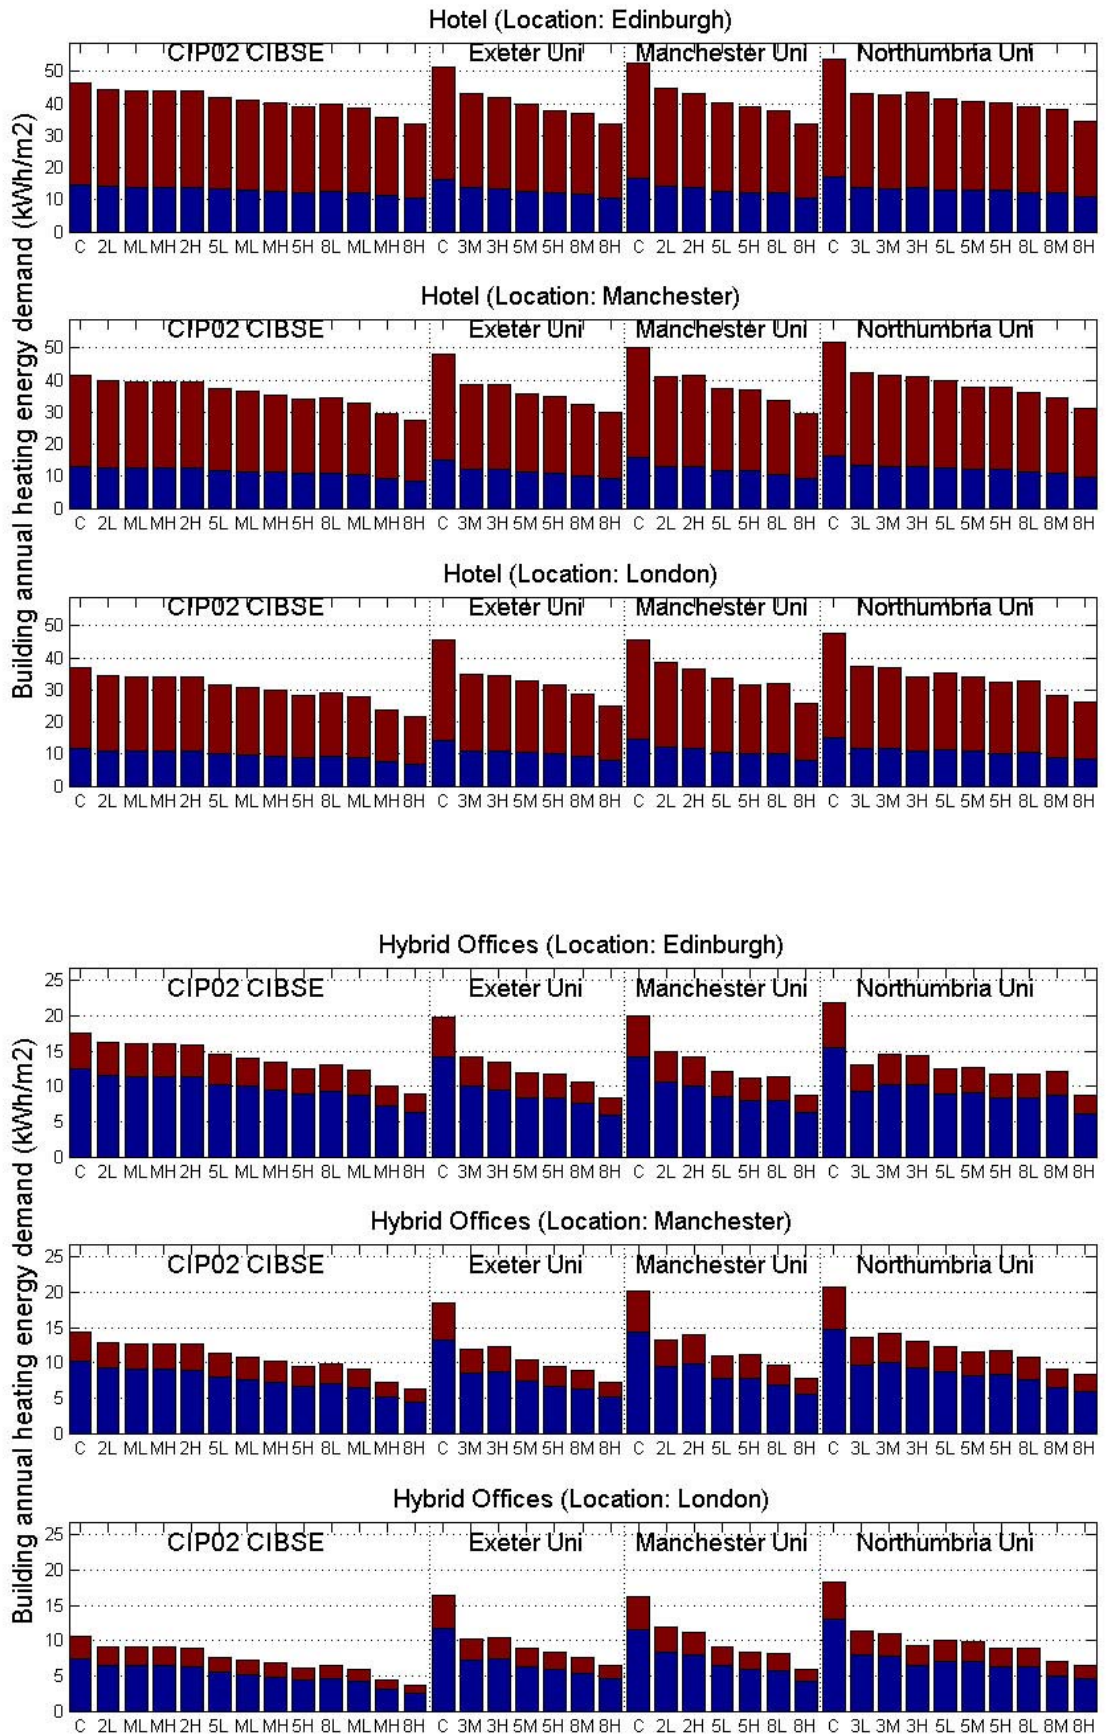 Hotel (Location: Edinburgh)
CIP02 CIBSE Exeter Uni Manchester Uni Northumbria Uni
50
40
30
20
10
0
C 2L ML MH 2H 5L ML MH 5H 8L ML MH 8H C 3M 3H 5M 5H 8M 8H C 2L 2H 5L 5H 8L 8H C 3L 3M 3H 5L 5M 5H 8L 8M 8H
Building annual heating energy demand (kWh/m2)
Hotel (Location: Manchester)
CIP02 CIBSE Exeter Uni Manchester Uni Northumbria Uni
50
40
30
20
10
0
C 2L ML MH 2H 5L ML MH 5H 8L ML MH 8H C 3M 3H 5M 5H 8M 8H C 2L 2H 5L 5H 8L 8H C 3L 3M 3H 5L 5M 5H 8L 8M 8H
Hotel (Location: London)
CIP02 CIBSE Exeter Uni Manchester Uni Northumbria Uni
50
40
30
20
10
0
C 2L ML MH 2H 5L ML MH 5H 8L ML MH 8H C 3M 3H 5M 5H 8M 8H C 2L 2H 5L 5H 8L 8H C 3L 3M 3H 5L 5M 5H 8L 8M 8H
Hybrid Offices (Location: Edinburgh)
CIP02 CIBSE Exeter Uni Manchester Uni Northumbria Uni
25
20
15
10
5
0
C 2L ML MH 2H 5L ML MH 5H 8L ML MH 8H C 3M 3H 5M 5H 8M 8H C 2L 2H 5L 5H 8L 8H C 3L 3M 3H 5L 5M 5H 8L 8M 8H
Building annual heating energy demand (kWh/m2)
Hybrid Offices (Location: Manchester)
CIP02 CIBSE Exeter Uni Manchester Uni Northumbria Uni
25
20
15
10
5
0
C 2L ML MH 2H 5L ML MH 5H 8L ML MH 8H C 3M 3H 5M 5H 8M 8H C 2L 2H 5L 5H 8L 8H C 3L 3M 3H 5L 5M 5H 8L 8M 8H
Hybrid Offices (Location: London)
CIP02 CIBSE Exeter Uni Manchester Uni Northumbria Uni
25
20
15
10
5
0
C 2L ML MH 2H 5L ML MH 5H 8L ML MH 8H C 3M 3H 5M 5H 8M 8H C 2L 2H 5L 5H 8L 8H C 3L 3M 3H 5L 5M 5H 8L 8M 8H